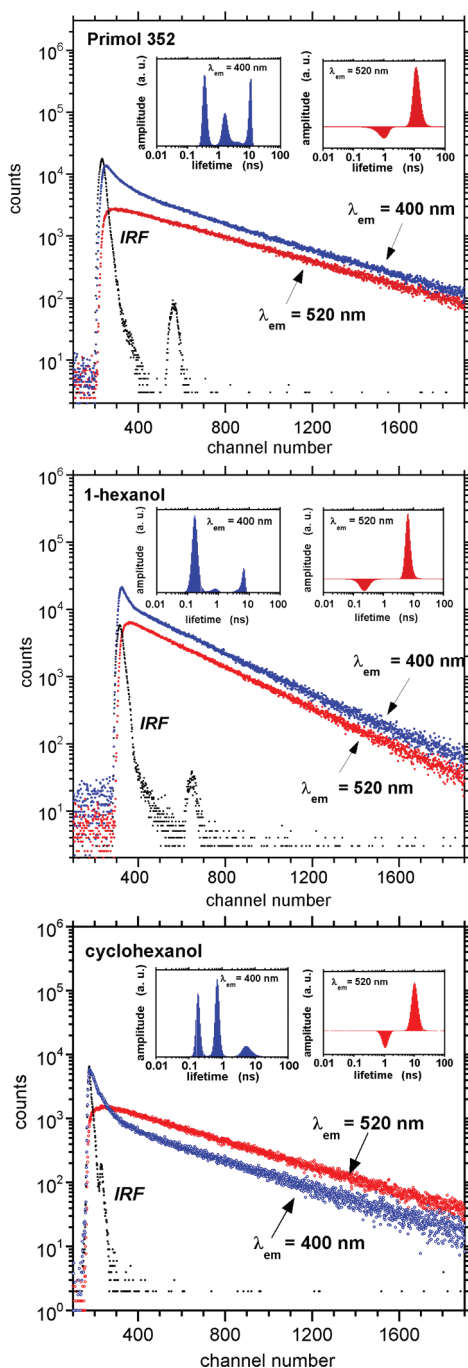 Primol 352
10⁶
10⁵
10⁴
10³
10²
10¹
counts
amplitude (a. u.)
λem = 400 nm
0.01 0.1 1 10 100
lifetime (ns)
amplitude (a. u.)
λem = 520 nm
0.01 0.1 1 10 100
lifetime (ns)
IRF
λem = 400 nm
λem = 520 nm
400 800 1200 1600
channel number
1-hexanol
10⁶
10⁵
10⁴
10³
10²
10¹
counts
amplitude (a. u.)
λem = 400 nm
0.01 0.1 1 10 100
lifetime (ns)
amplitude (a. u.)
λem = 520 nm
0.01 0.1 1 10 100
lifetime (ns)
IRF
λem = 400 nm
λem = 520 nm
400 800 1200 1600
channel number
cyclohexanol
10⁶
10⁵
10⁴
10³
10²
10¹
10⁰
counts
amplitude (a. u.)
λem = 400 nm
0.01 0.1 1 10 100
lifetime (ns)
amplitude (a. u.)
λem = 520 nm
0.01 0.1 1 10 100
lifetime (ns)
IRF
λem = 520 nm
λem = 400 nm
400 800 1200 1600
channel number